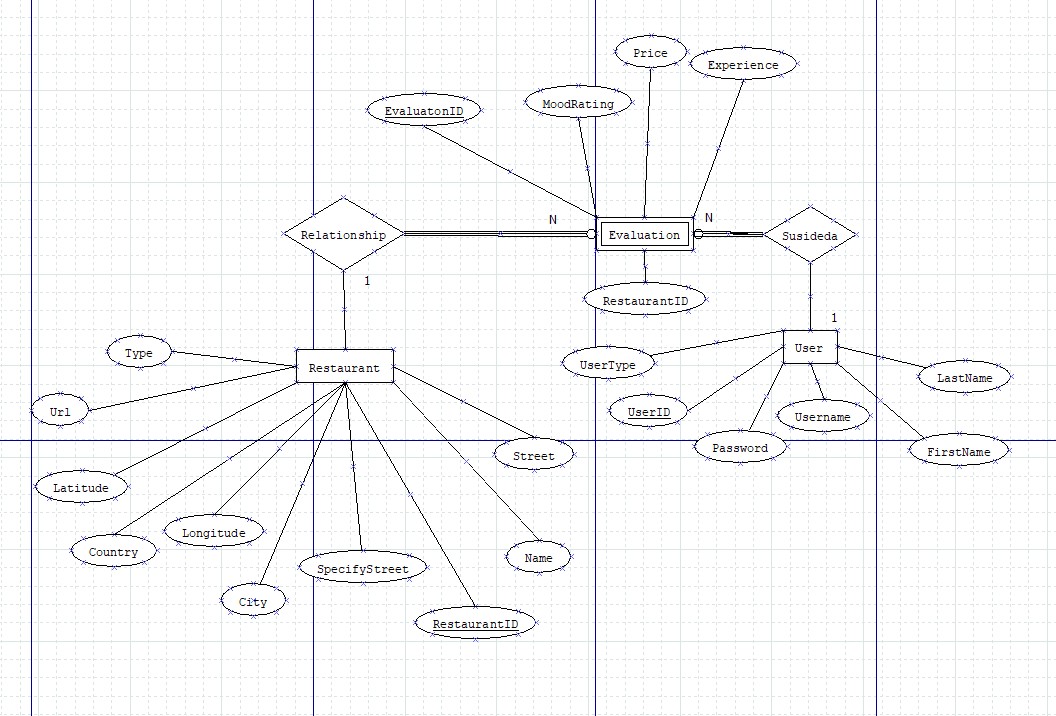 Price
Experience
EvaluatonID
MoodRating
N
N
Relationship
Evaluation
Susideda
1
RestaurantID
1
Type
Restaurant
UserType
User
LastName
Url
UserID
Username
Password
FirstName
Street
Latitude
Country
Longitude
Name
SpecifyStreet
City
RestaurantID